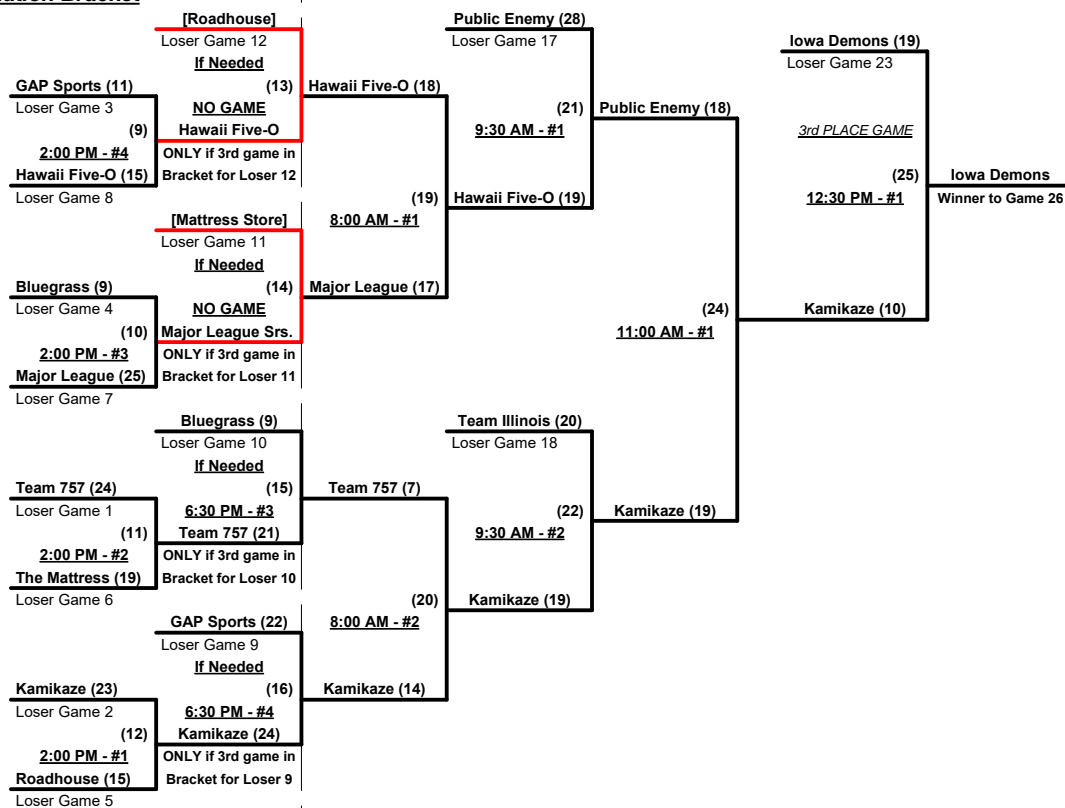 [Roadhouse]
Loser Game 12
If Needed
(13)
NO GAME
Hawaii Five-O
ONLY if 3rd game in
Bracket for Loser 12
GAP Sports (11)
Loser Game 3
(9)
2:00 PM - #4
Hawaii Five-O (15)
Loser Game 8
[Mattress Store]
Loser Game 11
If Needed
(14)
NO GAME
Major League Srs.
ONLY if 3rd game in
Bracket for Loser 11
Bluegrass (9)
Loser Game 4
(10)
2:00 PM - #3
Major League (25)
Loser Game 7
Bluegrass (9)
Loser Game 10
If Needed
(15)
6:30 PM - #3
Team 757 (21)
ONLY if 3rd game in
Bracket for Loser 10
Team 757 (24)
Loser Game 1
(11)
2:00 PM - #2
The Mattress (19)
Loser Game 6
GAP Sports (22)
Loser Game 9
If Needed
(16)
6:30 PM - #4
Kamikaze (24)
ONLY if 3rd game in
Bracket for Loser 9
Kamikaze (23)
Loser Game 2
(12)
2:00 PM - #1
Roadhouse (15)
Loser Game 5
Hawaii Five-O (18)
(19)
8:00 AM - #1
Major League (17)
Team 757 (7)
(20)
8:00 AM - #2
Kamikaze (14)
Public Enemy (28)
Loser Game 17
(21)
9:30 AM - #1
Hawaii Five-O (19)
Team Illinois (20)
Loser Game 18
(22)
9:30 AM - #2
Kamikaze (19)
Public Enemy (18)
(24)
11:00 AM - #1
Kamikaze (19)
Iowa Demons (19)
Loser Game 23
3rd PLACE GAME
(25)
12:30 PM - #1
Kamikaze (10)
Iowa Demons
Winner to Game 26